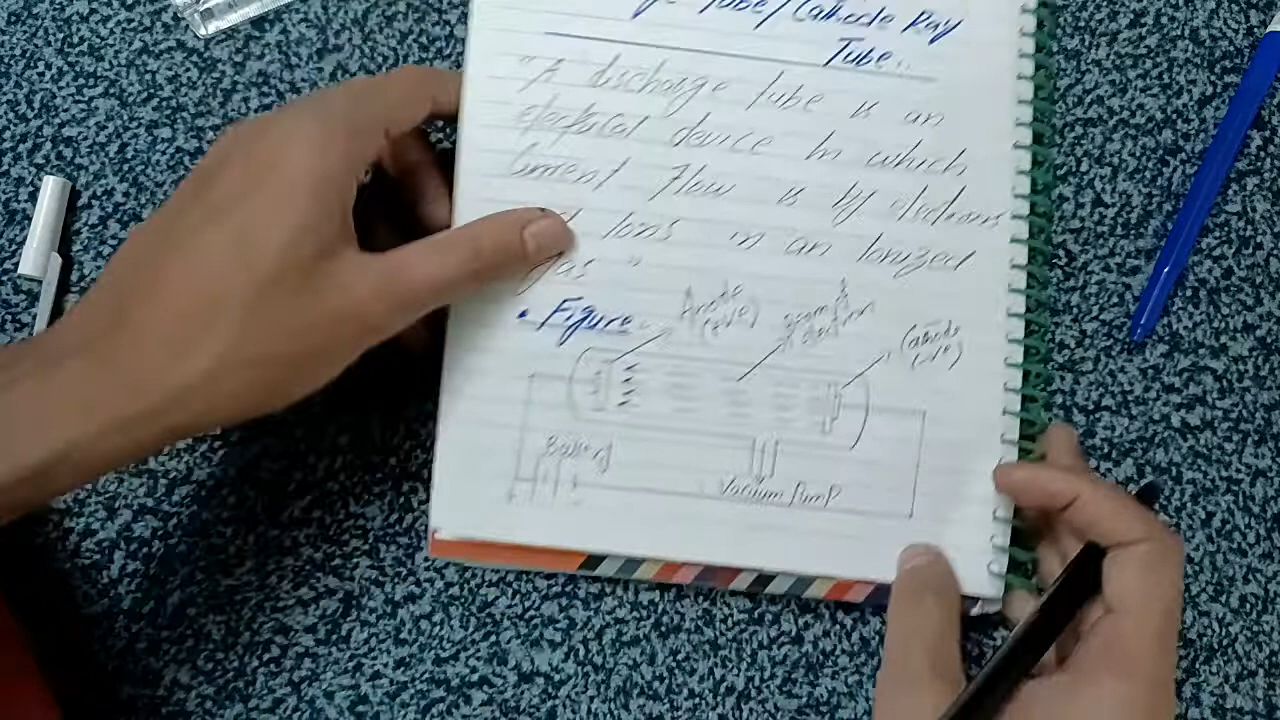 Tube/Cathode Ray
Tube..
"A discharge tube is an
electrical device in which
Current Flow is by electrons
Ions in an Ionized
gas"
• Figure
Anode
(+ve)
Cathode
(-ve)
Battery
Vacuum Pump